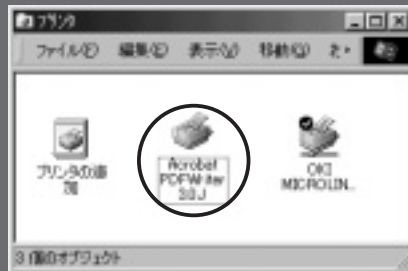 プリンタ
ファイル(F) 編集(E) 表示(V) 移動(G)
プリンタの追
加
Acrobat
PDFWriter
3.0J
OKI
MICROLIN...
3 個のオブジェクト